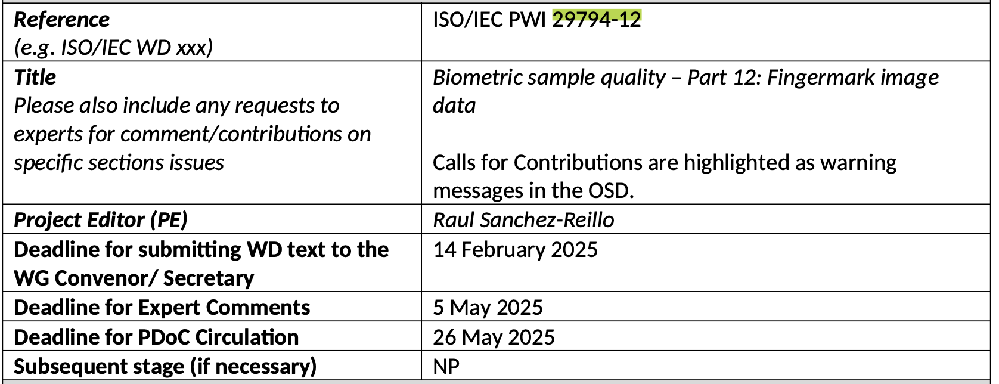 Reference
(e.g. ISO/IEC WD xxx)
ISO/IEC PWI 29794-12
Title
Please also include any requests to
experts for comment/contributions on
specific sections issues
Biometric sample quality – Part 12: Fingermark image
data
Calls for Contributions are highlighted as warning
messages in the OSD.
Project Editor (PE)
Raul Sanchez-Reillo
Deadline for submitting WD text to the
WG Convenor/ Secretary
14 February 2025
Deadline for Expert Comments
5 May 2025
Deadline for PDoC Circulation
26 May 2025
Subsequent stage (if necessary)
NP